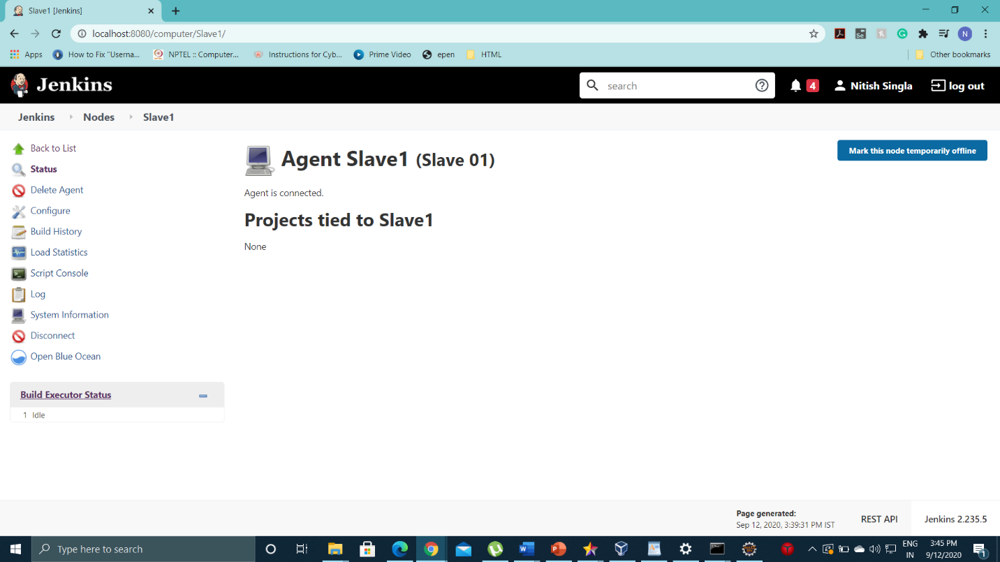 Slave1 [Jenkins]
localhost:8080/computer/Slave1/
N
Apps
How to Fix "Userna...
NPTEL :: Computer...
Instructions for Cyb...
Prime Video
epen
HTML
Other bookmarks
Jenkins
search
4
Nitish Singla
log out
Jenkins
Nodes
Slave1
Back to List
Status
Delete Agent
Configure
Build History
Load Statistics
Script Console
Log
System Information
Disconnect
Open Blue Ocean
Build Executor Status
1 Idle
Agent Slave1 (Slave 01)
Mark this node temporarily offline
Agent is connected.
Projects tied to Slave1
None
Page generated:
Sep 12, 2020, 3:39:31 PM IST
REST API
Jenkins 2.235.5
Type here to search
ENG
IN
3:45 PM
9/12/2020
1